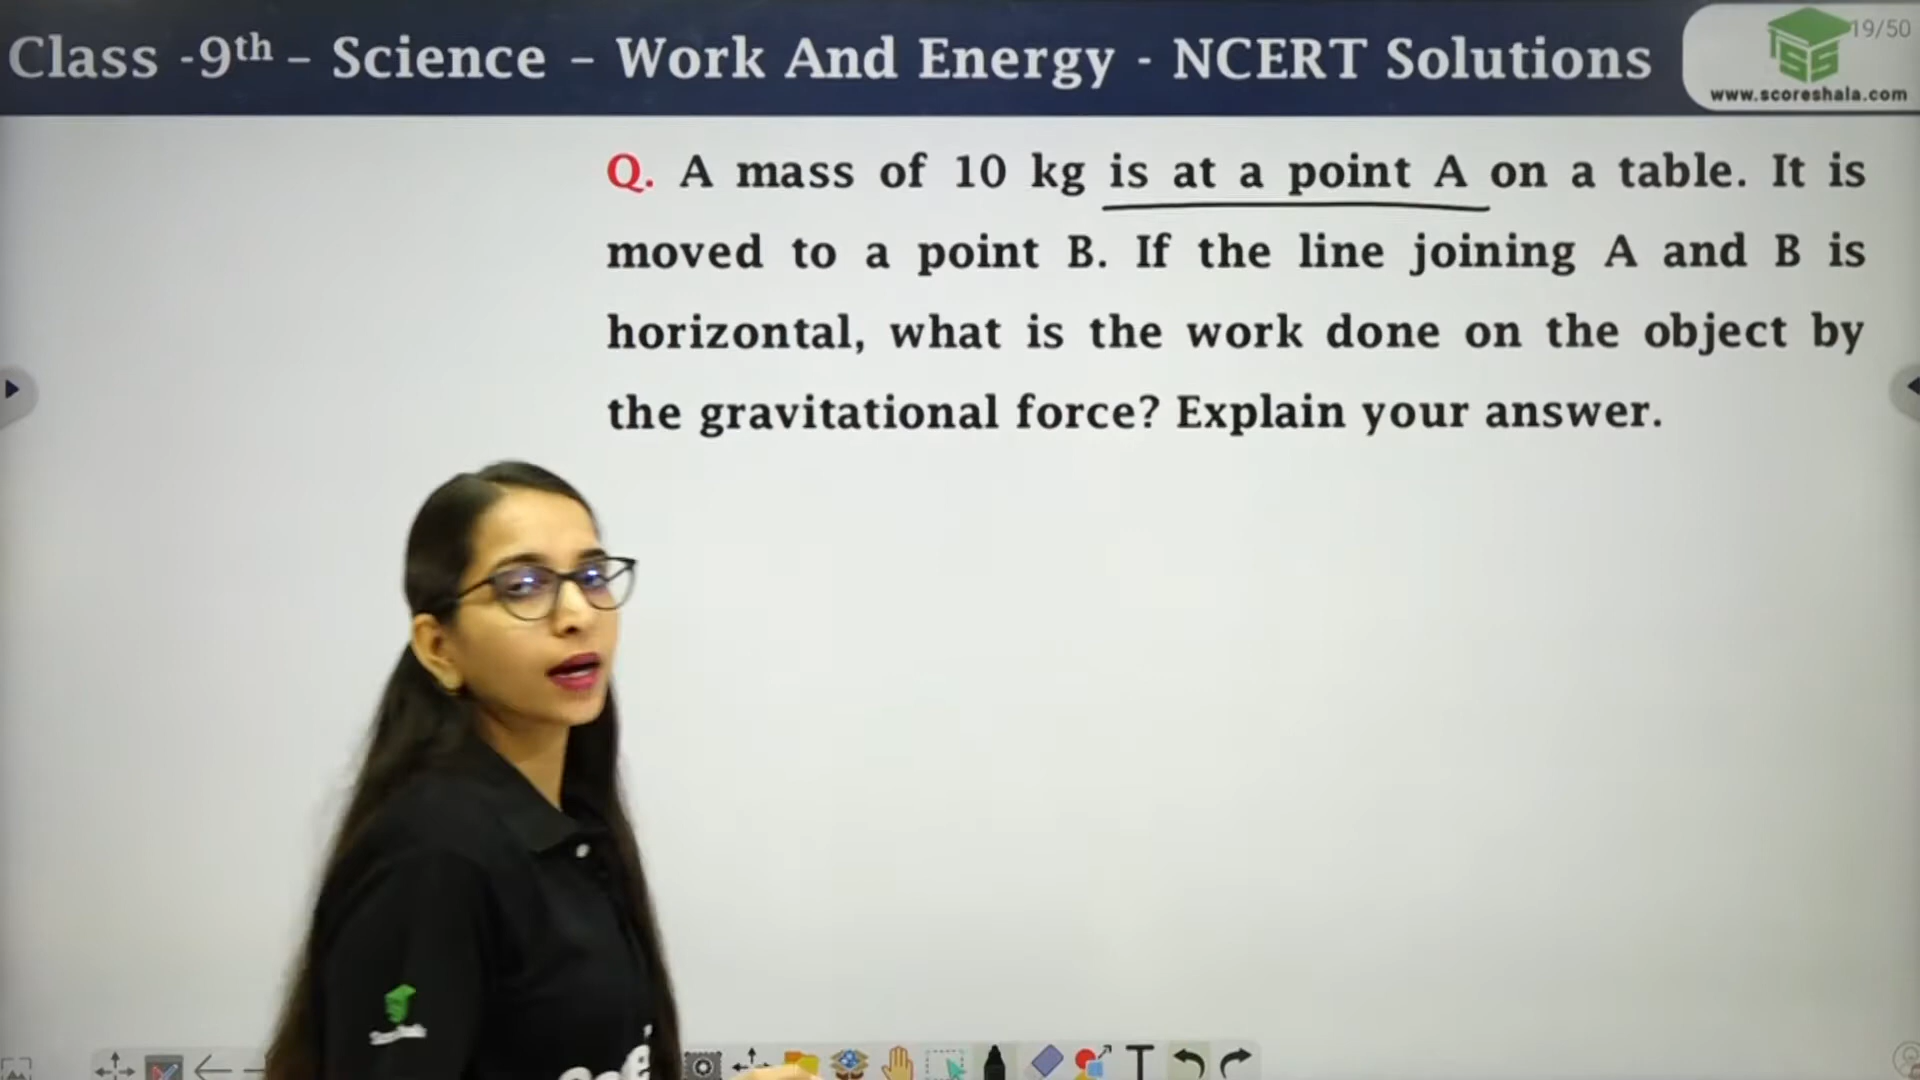 Class -9th – Science – Work And Energy - NCERT Solutions
19/50
www.scoreshala.com
Q. A mass of 10 kg is at a point A on a table. It is
moved to a point B. If the line joining A and B is
horizontal, what is the work done on the object by
the gravitational force? Explain your answer.
T